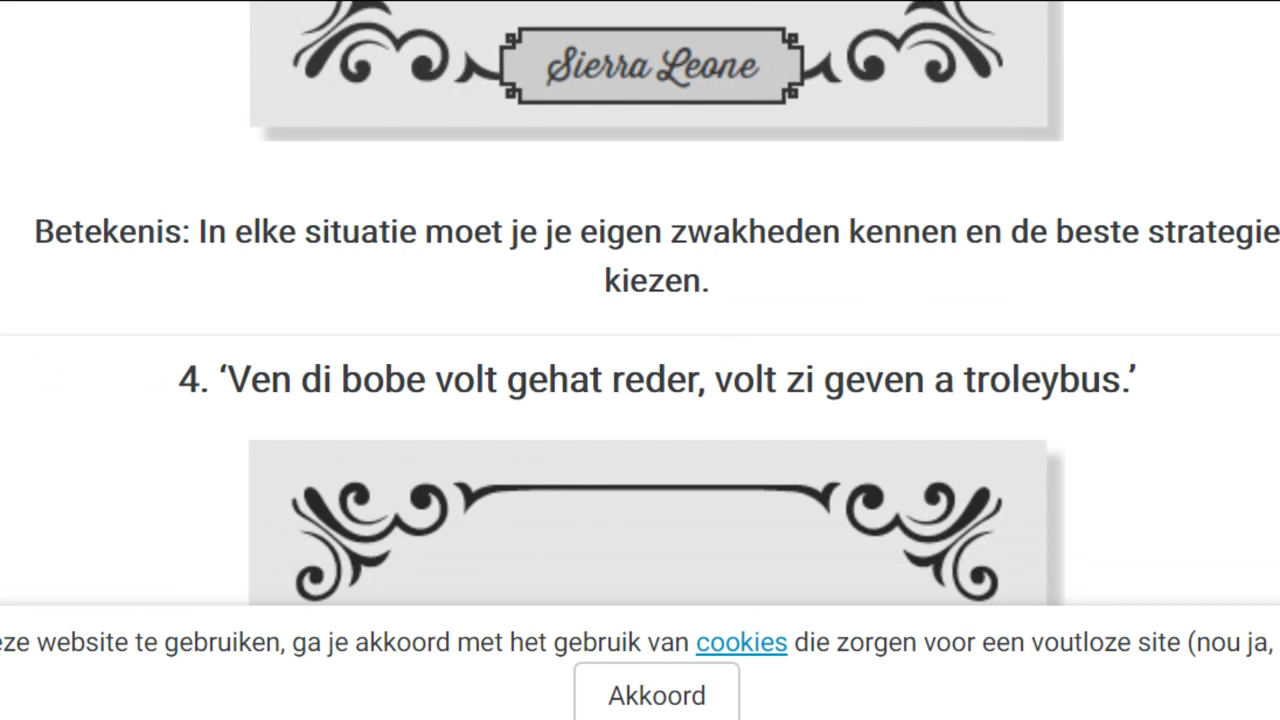 Sierra Leone
Betekenis: In elke situatie moet je je eigen zwakheden kennen en de beste strategie
kiezen.
4. ‘Ven di bobe volt gehat reder, volt zi geven a troleybus.’
eze website te gebruiken, ga je akkoord met het gebruik van cookies die zorgen voor een voutloze site (nou ja,
Akkoord